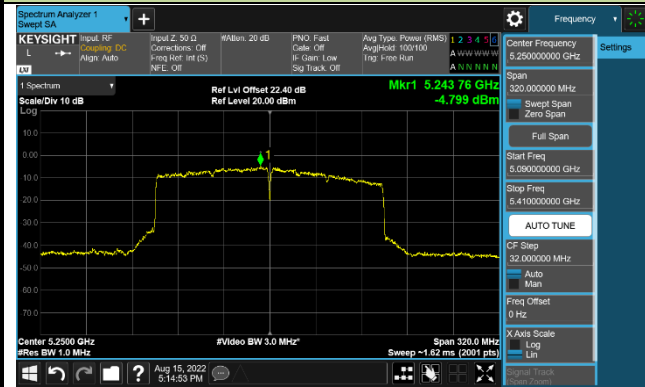 Spectrum Analyzer 1
Swept SA
+
Frequency
KEYSIGHT
Input: RF
Coupling: DC
Align: Auto
Input Z: 50 Ω
Corrections: Off
Freq Ref: Int (S)
NFE: Off
#Atten: 20 dB
PNO: Fast
Gate: Off
IF Gain: Low
Sig Track: Off
Avg Type: Power (RMS)
Avg|Hold: 100/100
Trig: Free Run
1 2 3 4 5 6
A W W W W W
A N N N N N
L
LXI
1 Spectrum
Scale/Div 10 dB
Log
Ref Lvl Offset 22.40 dB
Ref Level 20.00 dBm
Mkr1 5.243 76 GHz
-4.799 dBm
10.0
0.00
-10.0
-20.0
-30.0
-40.0
-50.0
-60.0
-70.0
1
Center 5.2500 GHz
#Res BW 1.0 MHz
#Video BW 3.0 MHz*
Span 320.0 MHz
Sweep ~1.62 ms (2001 pts)
Aug 15, 2022
5:14:53 PM
Center Frequency
5.250000000 GHz
Settings
Span
320.000000 MHz
Swept Span
Zero Span
Full Span
Start Freq
5.090000000 GHz
Stop Freq
5.410000000 GHz
AUTO TUNE
CF Step
32.000000 MHz
Auto
Man
Freq Offset
0 Hz
X Axis Scale
Log
Lin
Signal Track
(Span Zoom)